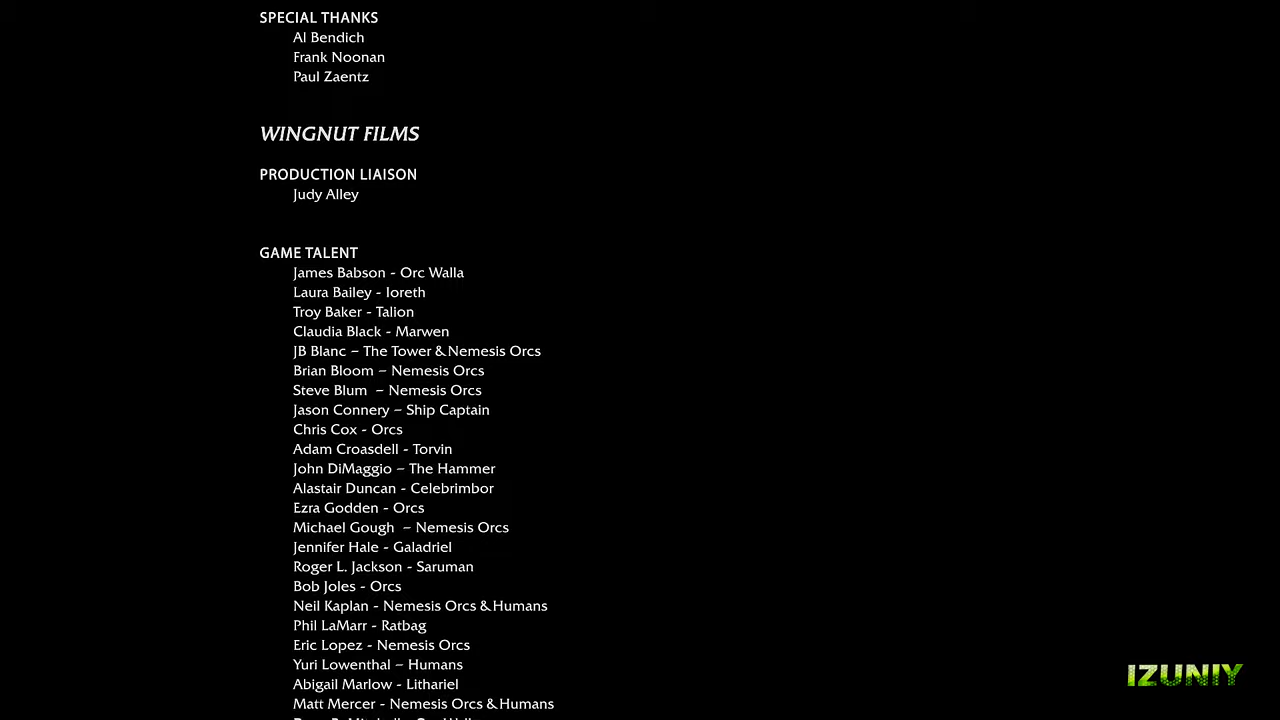 SPECIAL THANKS
Al Bendich
Frank Noonan
Paul Zaentz
WINGNUT FILMS
PRODUCTION LIAISON
Judy Alley
GAME TALENT
James Babson - Orc Walla
Laura Bailey - Ioreth
Troy Baker - Talion
Claudia Black - Marwen
JB Blanc – The Tower & Nemesis Orcs
Brian Bloom – Nemesis Orcs
Steve Blum – Nemesis Orcs
Jason Connery – Ship Captain
Chris Cox - Orcs
Adam Croasdell - Torvin
John DiMaggio – The Hammer
Alastair Duncan - Celebrimbor
Ezra Godden - Orcs
Michael Gough – Nemesis Orcs
Jennifer Hale - Galadriel
Roger L. Jackson - Saruman
Bob Joles - Orcs
Neil Kaplan - Nemesis Orcs & Humans
Phil LaMarr - Ratbag
Eric Lopez - Nemesis Orcs
Yuri Lowenthal – Humans
Abigail Marlow - Lithariel
Matt Mercer - Nemesis Orcs & Humans
IZUNIY